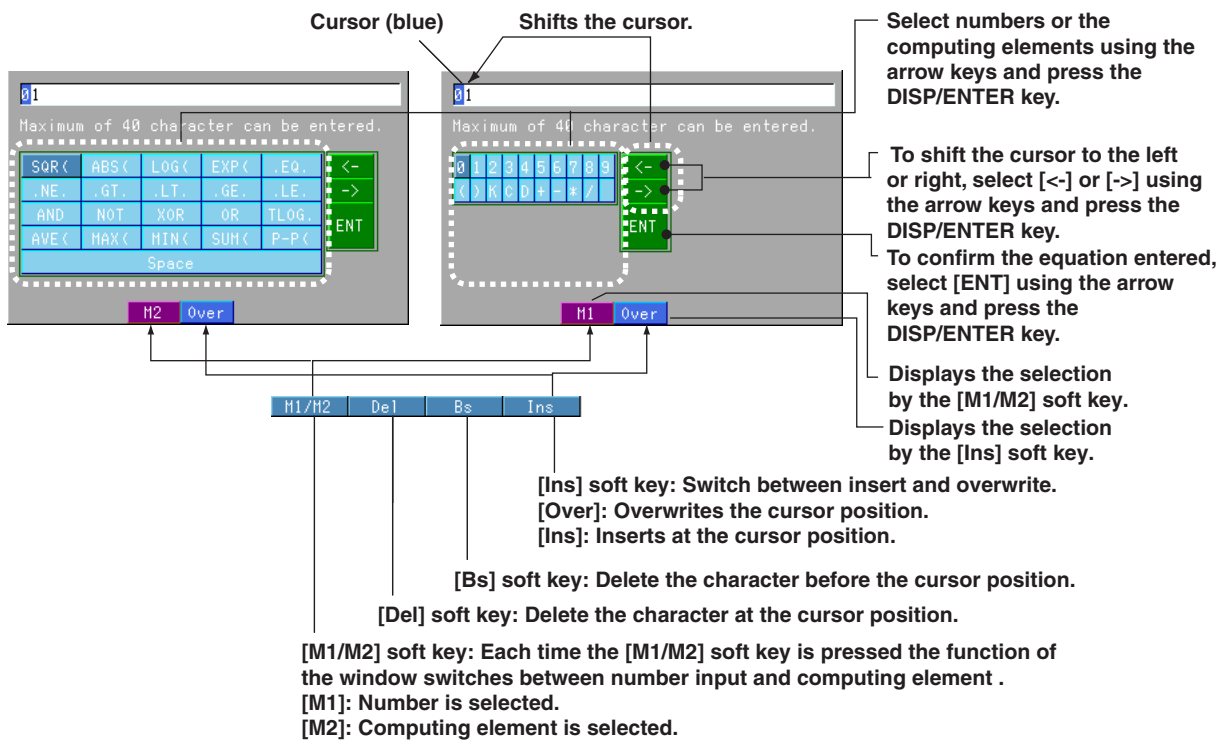 Cursor (blue)
Shifts the cursor.
Select numbers or the
computing elements using the
arrow keys and press the
DISP/ENTER key.
01
Maximum of 40 character can be entered.
SQR( ABS( LOG( EXP( .EQ. <-
.NE. .GT. .LT. .GE. .LE. ->
AND NOT XOR OR TLOG. ENT
AVE( MAX( MIN( SUM( P-P(
Space
M2 Over
01
Maximum of 40 character can be entered.
0 1 2 3 4 5 6 7 8 9 <-
( ) K C D + - * / ->
ENT
M1 Over
To shift the cursor to the left
or right, select [<-] or [->] using
the arrow keys and press the
DISP/ENTER key.
To confirm the equation entered,
select [ENT] using the arrow
keys and press the
DISP/ENTER key.
Displays the selection
by the [M1/M2] soft key.
Displays the selection
by the [Ins] soft key.
M1/M2 Del Bs Ins
[Ins] soft key: Switch between insert and overwrite.
[Over]: Overwrites the cursor position.
[Ins]: Inserts at the cursor position.
[Bs] soft key: Delete the character before the cursor position.
[Del] soft key: Delete the character at the cursor position.
[M1/M2] soft key: Each time the [M1/M2] soft key is pressed the function of
the window switches between number input and computing element .
[M1]: Number is selected.
[M2]: Computing element is selected.